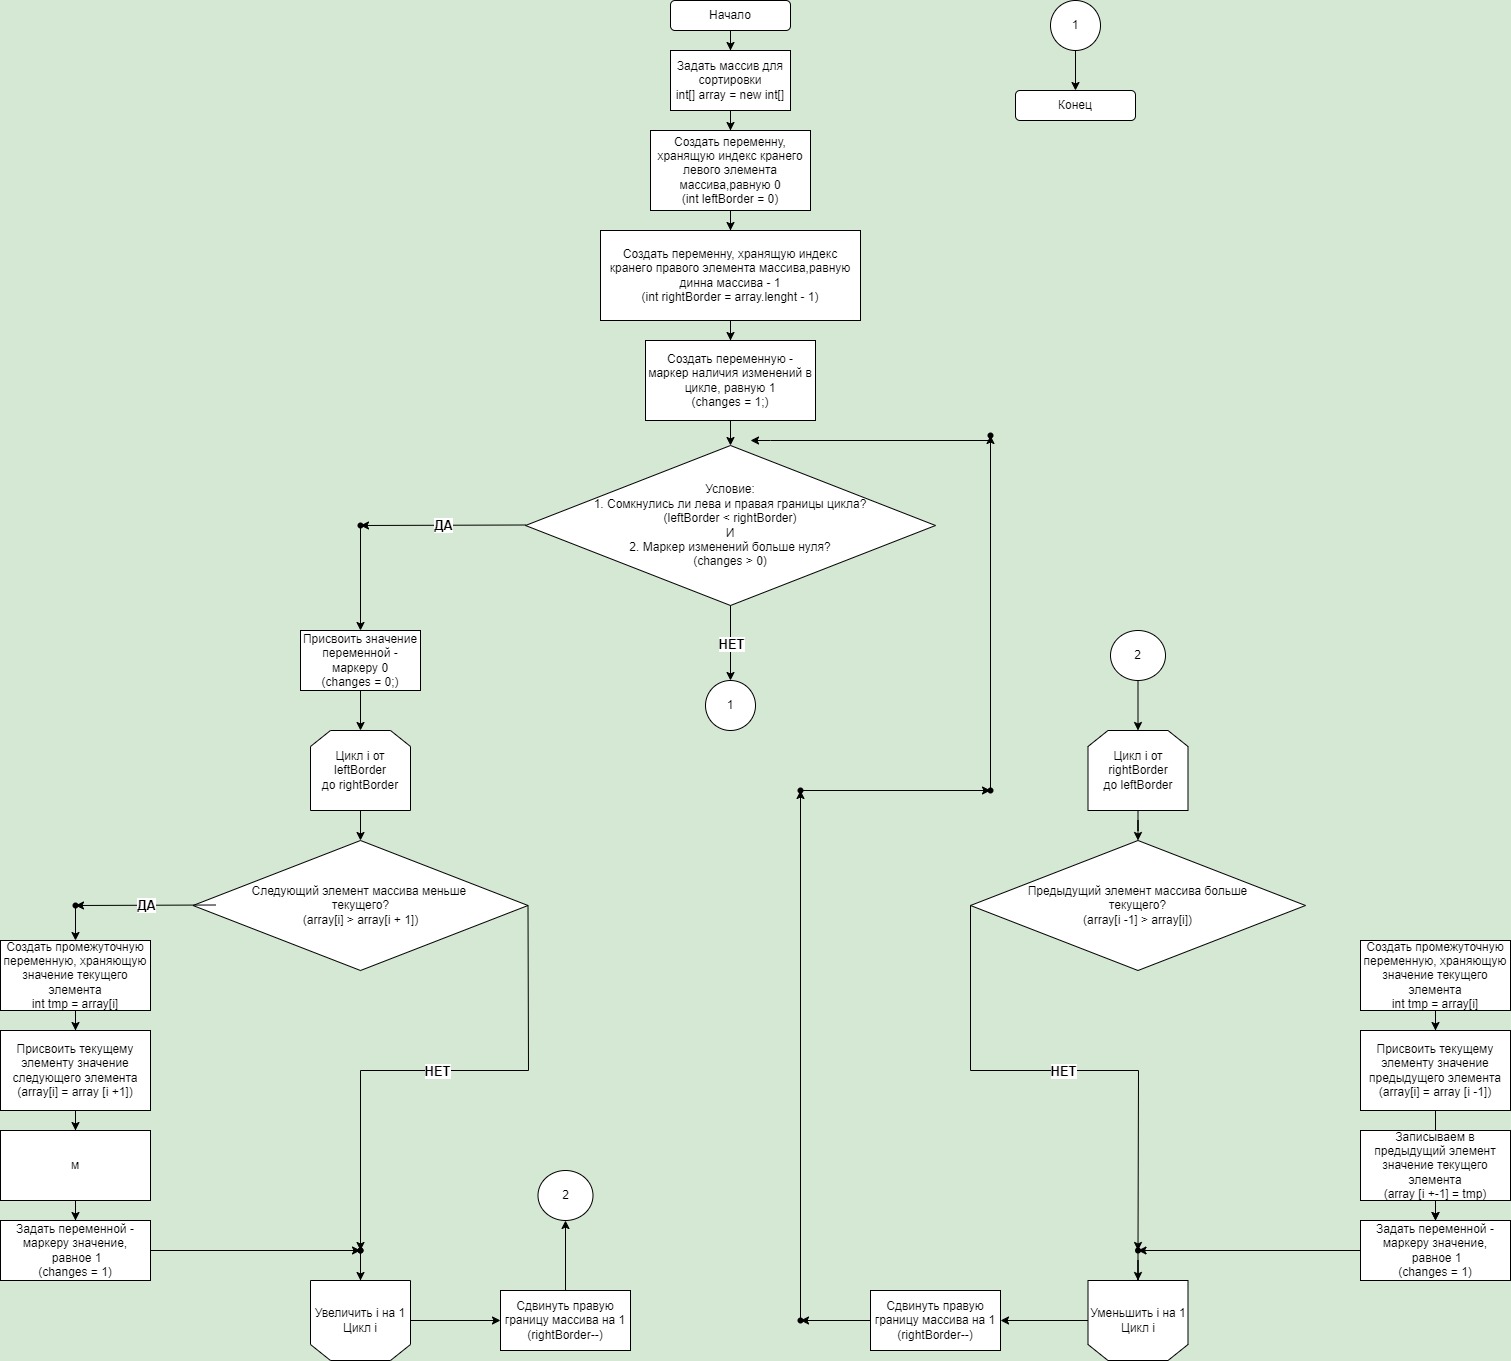 Начало
Задать массив для
сортировки
int[] array = new int[]
Создать переменну,
хранящую индекс кранего
левого элемента
массива,равную 0
(int leftBorder = 0)
Создать переменну, хранящую индекс
кранего правого элемента массива,равную
динна массива - 1
(int rightBorder = array.lenght - 1)
Создать переменную -
маркер наличия изменений в
цикле, равную 1
(changes = 1;)
Условие:
1. Сомкнулись ли лева и правая границы цикла?
(leftBorder < rightBorder)
И
2. Маркер изменений больше нуля?
(changes > 0)
ДА
НЕТ
1
1
Конец
Присвоить значение
переменной -
маркеру 0
(changes = 0;)
Цикл i от
leftBorder
до rightBorder
Следующий элемент массива меньше
текущего?
(array[i] > array[i + 1])
ДА
Создать промежуточную
переменную, храняющую
значение текущего
элемента
int tmp = array[i]
Присвоить текущему
элементу значение
следующего элемента
(array[i] = array [i +1])
м
Задать переменной -
маркеру значение,
равное 1
(changes = 1)
НЕТ
Увеличить i на 1
Цикл i
Сдвинуть правую
границу массива на 1
(rightBorder--)
2
2
Цикл i от
rightBorder
до leftBorder
Предыдущий элемент массива больше
текущего?
(array[i -1] > array[i])
НЕТ
Создать промежуточную
переменную, храняющую
значение текущего
элемента
int tmp = array[i]
Присвоить текущему
элементу значение
предыдущего элемента
(array[i] = array [i -1])
Записываем в
предыдущий элемент
значение текущего
элемента
(array [i +-1] = tmp)
Задать переменной -
маркеру значение,
равное 1
(changes = 1)
Уменьшить i на 1
Цикл i
Сдвинуть правую
границу массива на 1
(rightBorder--)